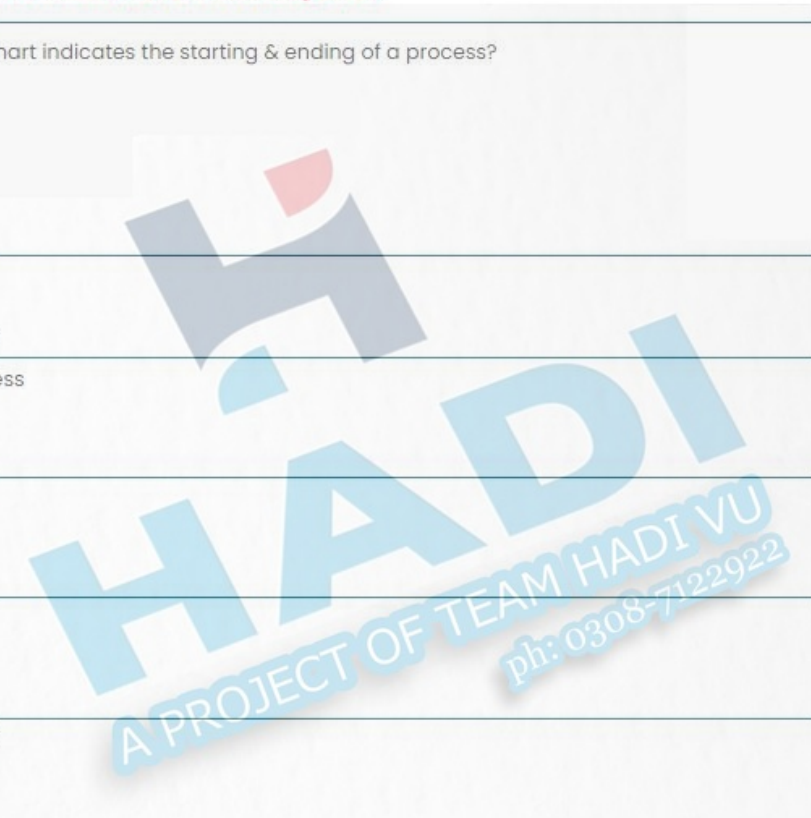 hart indicates the starting & ending of a process?
ess
HADI
A PROJECT OF TEAM HADI VU
ph: 0308-7122922